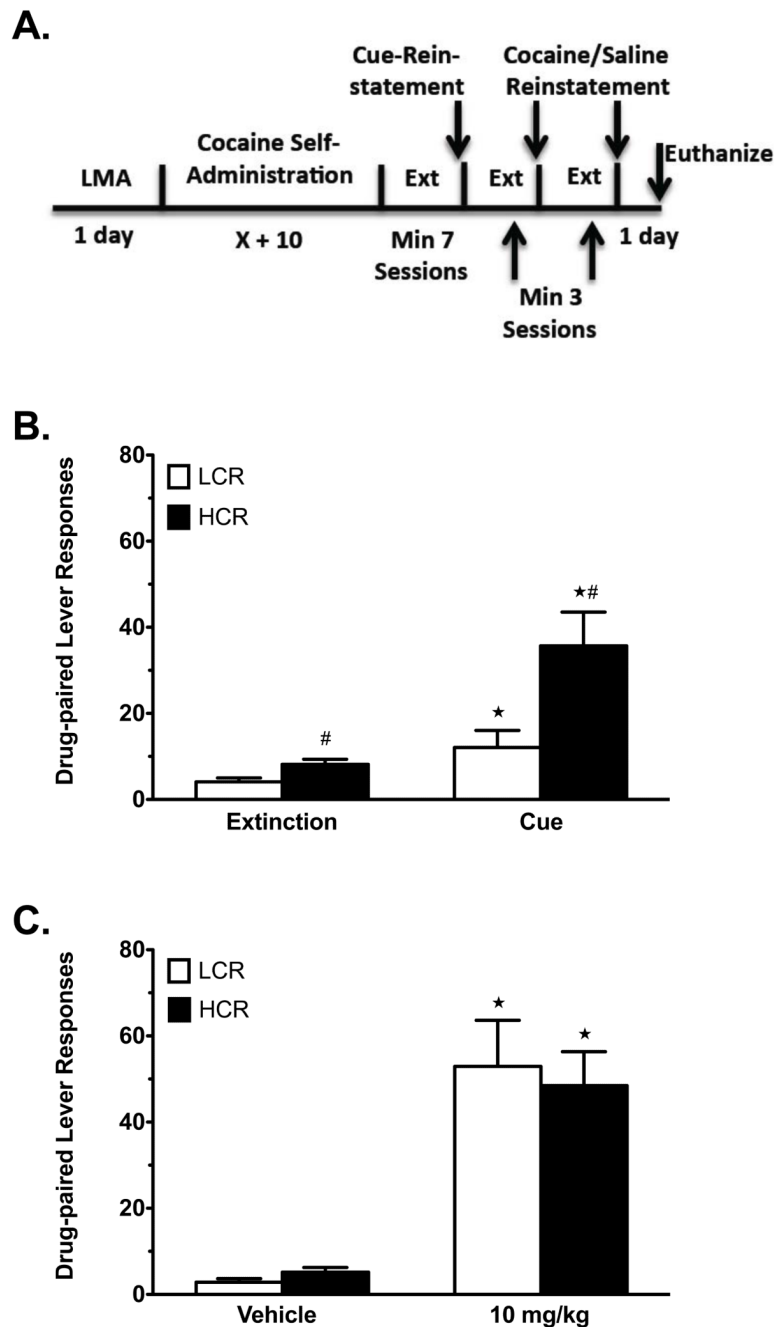 A.
Cue-Rein-
statement
Cocaine/Saline
Reinstatement
Euthanize
LMA
Cocaine Self-
Administration
Ext
Ext
Ext
1 day
X + 10
Min 7
Sessions
1 day
Min 3
Sessions
B.
Drug-paired Lever Responses
80
60
40
20
0
LCR
HCR
#
★
★#
Extinction
Cue
C.
Drug-paired Lever Responses
80
60
40
20
0
LCR
HCR
★
★
Vehicle
10 mg/kg